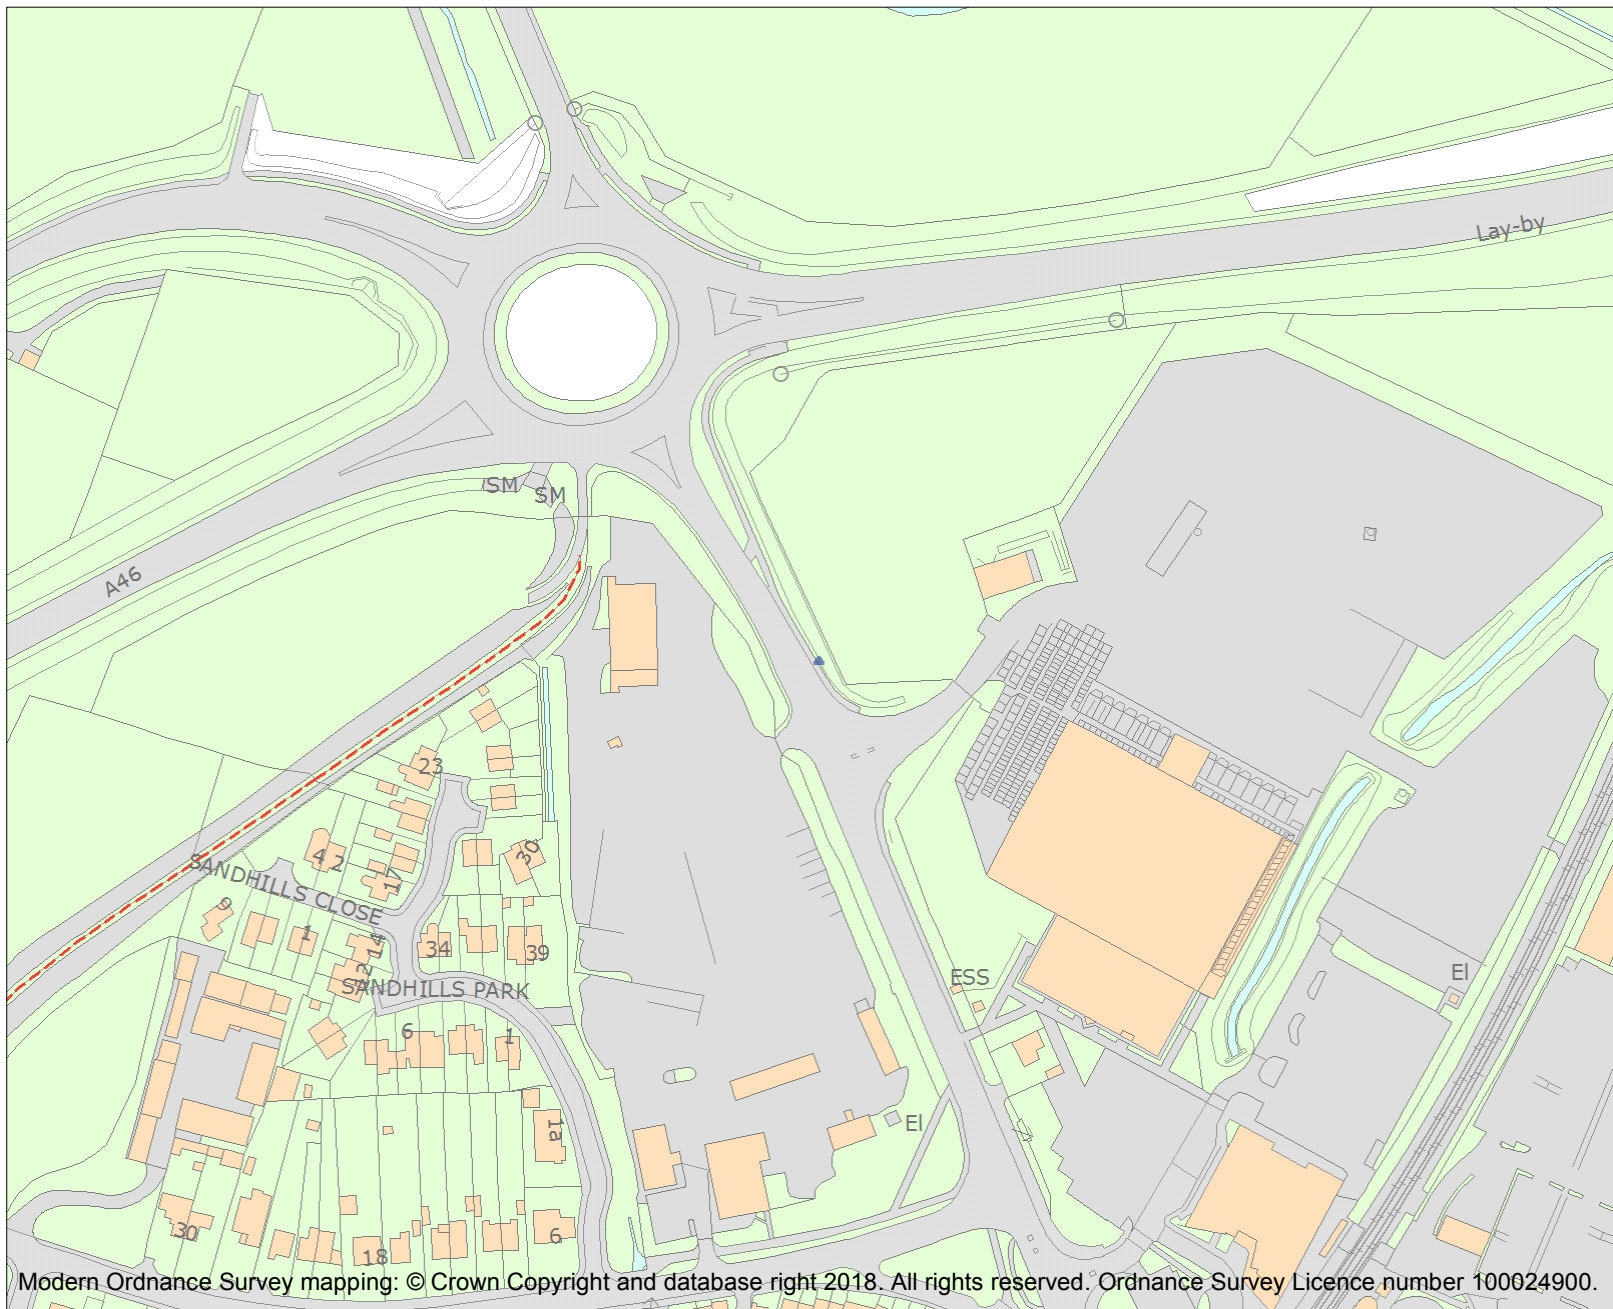 Lay-by
SM
SM
A46
23
4 2
30
17
SANDHILLS CLOSE
9
1
14
34
39
2
SANDHILLS PARK
ESS
El
6
1
El
1a
30
6
18
Modern Ordnance Survey mapping: © Crown Copyright and database right 2018. All rights reserved. Ordnance Survey Licence number 100024900.